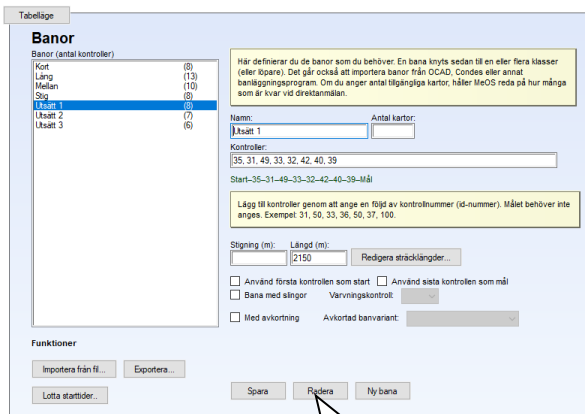 Tabelläge
Banor
Banor (antal kontroller)
Kort (8)
Lång (13)
Mellan (10)
Stig (8)
Utsätt 1 (8)
Utsätt 2 (7)
Utsätt 3 (6)
Här definierar du de banor som du behöver. En bana knyts sedan till en eller flera klasser
(eller löpare). Det går också att importera banor från OCAD, Condes eller annat
banläggningsprogram. Om du anger antal tillgängliga kartor, håller MeOS reda på hur många
som är kvar vid direktanmälan.
Namn: Antal kartor:
Utsätt 1
Kontroller:
35, 31, 49, 33, 32, 42, 40, 39
Start–35–31–49–33–32–42–40–39–Mål
Lägg till kontroller genom att ange en följd av kontrollnummer (id-nummer). Målet behöver inte
anges. Exempel: 31, 50, 33, 36, 50, 37, 100.
Stigning (m): Längd (m):
2150 Redigera sträcklängder...
Använd första kontrollen som start Använd sista kontrollen som mål
Bana med slingor Varvningskontroll:
Med avkortning Avkortad banvariant:
Funktioner
Importera från fil... Exportera...
Lotta starttider.. Spara Radera Ny bana